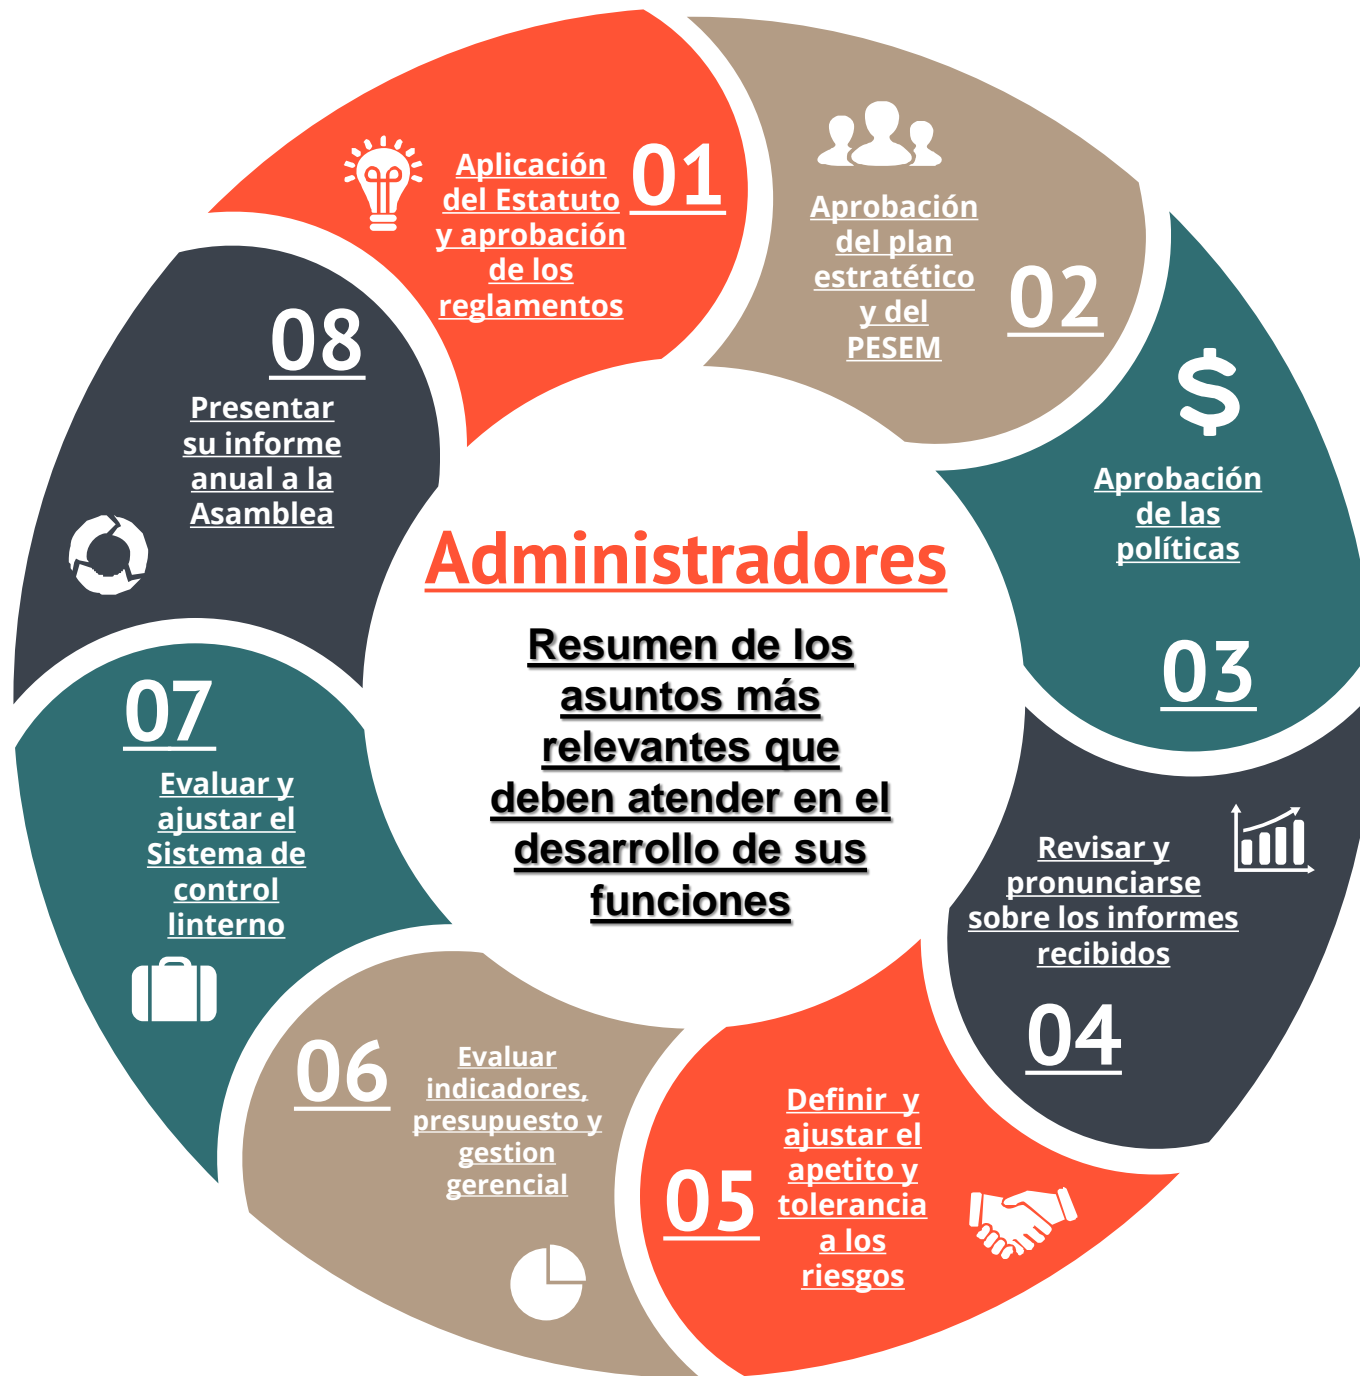 Administradores
Resumen de los
asuntos más
relevantes que
deben atender en el
desarrollo de sus
funciones
01
Aplicación
del Estatuto
y aprobación
de los
reglamentos
02
Aprobación
del plan
estratético
y del
PESEM
03
Aprobación
de las
políticas
04
Revisar y
pronunciarse
sobre los informes
recibidos
05
Definir  y
ajustar el
apetito y
tolerancia
a los
riesgos
06
Evaluar
indicadores,
presupuesto y
gestion
gerencial
07
Evaluar y
ajustar el
Sistema de
control
linterno
08
Presentar
su informe
anual a la
Asamblea